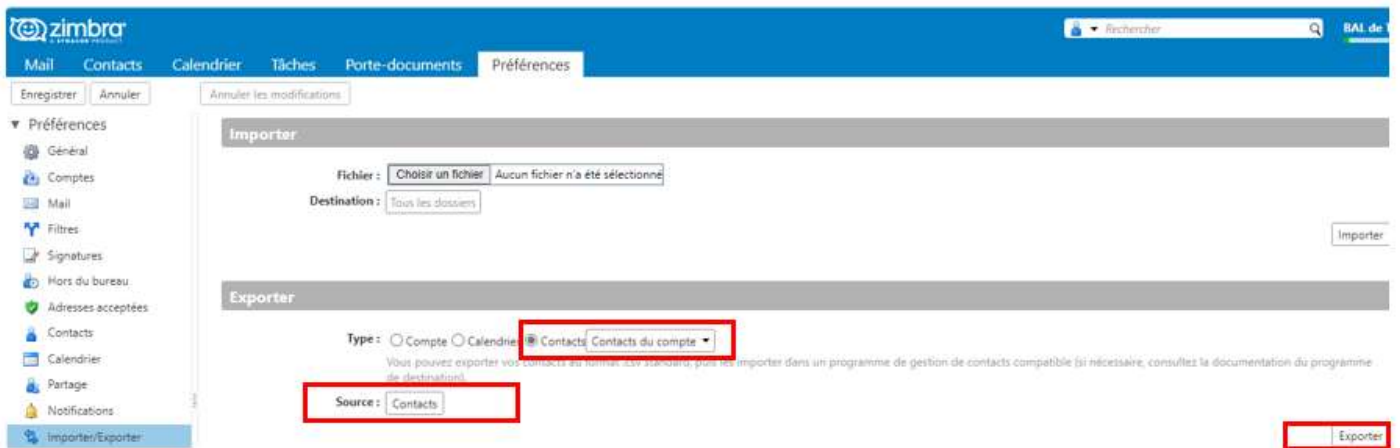 zimbra
A SYNACOR PRODUCT
Rechercher
BAL de
Mail Contacts Calendrier Tâches Porte-documents Préférences
Enregistrer Annuler Annuler les modifications
Préférences
Général
Comptes
Mail
Filtres
Signatures
Hors du bureau
Adresses acceptées
Contacts
Calendrier
Partage
Notifications
Importer/Exporter
Importer
Fichier : Choisir un fichier Aucun fichier n'a été sélectionné
Destination : Tous les dossiers
Importer
Exporter
Type : Compte Calendrier Contacts Contacts du compte
Vous pouvez exporter vos contacts au format .csv standard, puis les importer dans un programme de gestion de contacts compatible (si nécessaire, consultez la documentation du programme
de destination).
Source : Contacts
Exporter